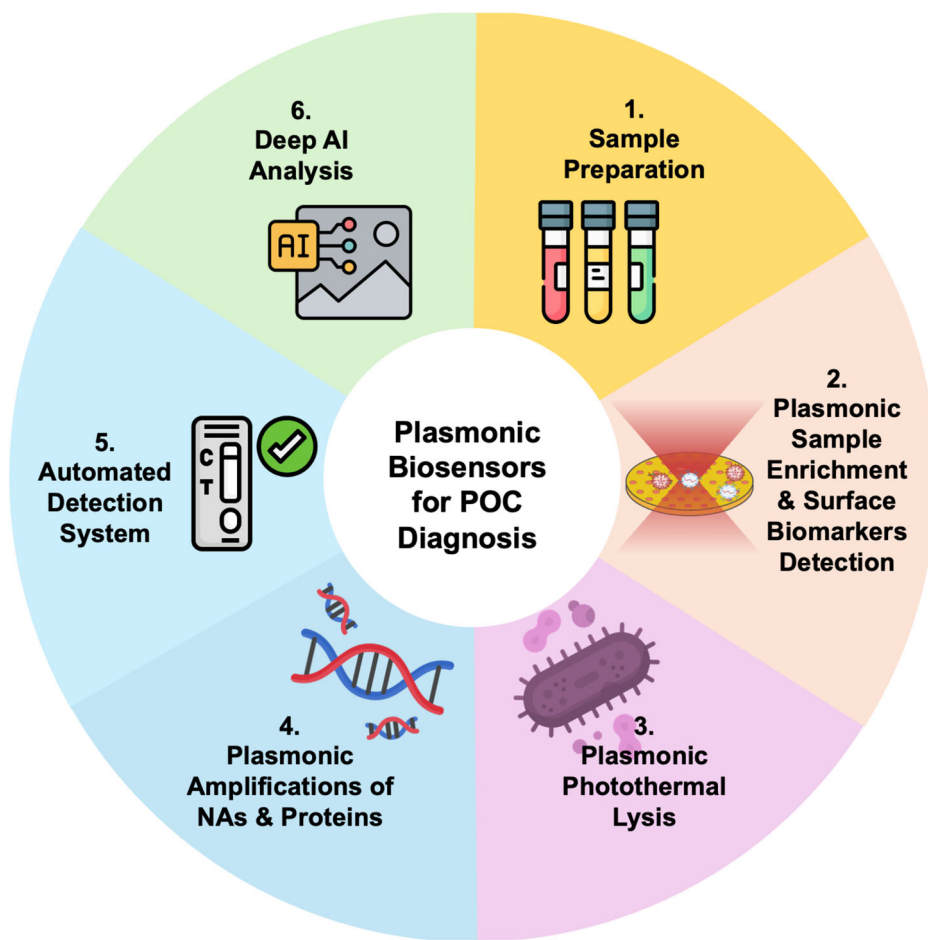 Plasmonic
Biosensors
for POC
Diagnosis
1.
Sample
Preparation
2.
Plasmonic
Sample
Enrichment
& Surface
Biomarkers
Detection
3.
Plasmonic
Photothermal
Lysis
4.
Plasmonic
Amplifications of
NAs & Proteins
5.
Automated
Detection
System
C
T
6.
Deep AI
Analysis
AI